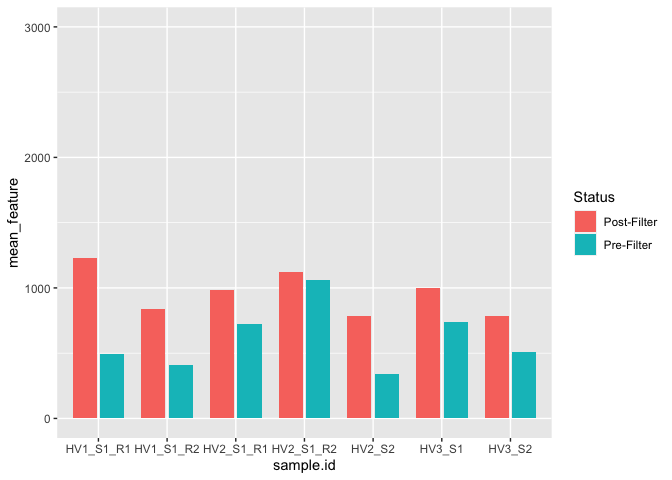 3000
2000
1000
0
mean_feature
HV1_S1_R1 HV1_S1_R2 HV2_S1_R1 HV2_S1_R2 HV2_S2 HV3_S1 HV3_S2
sample.id
Status
Post-Filter
Pre-Filter